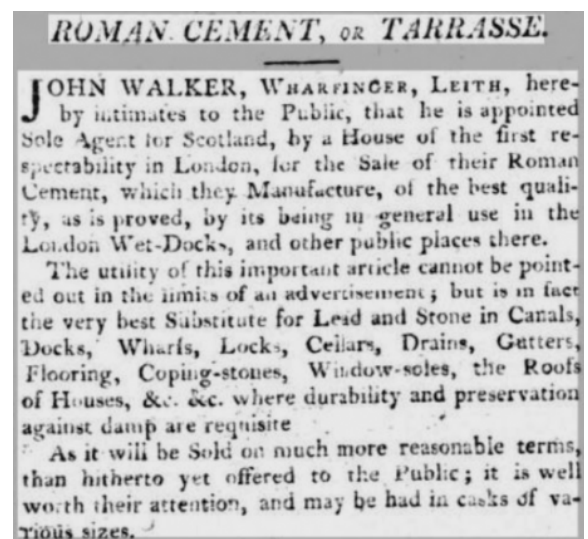 ROMAN CEMENT, OR TARRASSE.
JOHN WALKER, WHARFINGER, LEITH, here-
by intimates to the Public, that he is appointed
Sole Agent for Scotland, by a House of the first re-
spectability in London, for the Sale of their Roman
Cement, which they Manufacture, of the best quali-
ty, as is proved, by its being in general use in the
London Wet-Docks, and other public places there.
The utility of this important article cannot be point-
ed out in the limits of an advertisement; but is in fact
the very best Substitute for Lead and Stone in Canals,
Docks, Wharfs, Locks, Cellars, Drains, Gutters,
Flooring, Coping-stones, Window-soles, the Roofs
of Houses, &c. &c. where durability and preservation
against damp are requisite
As it will be Sold on much more reasonable terms,
than hitherto yet offered to the Public; it is well
worth their attention, and may be had in casks of va-
rious sizes.